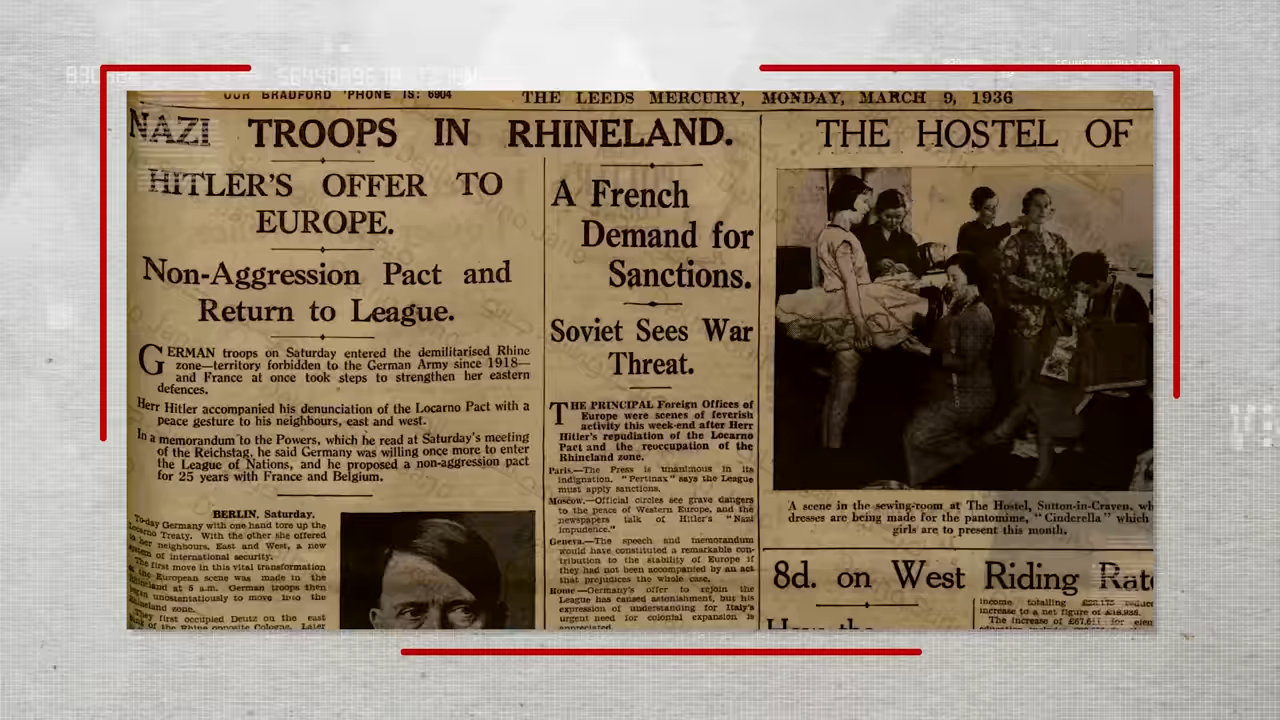 OUR BRADFORD 'PHONE IS: 6904
THE LEEDS MERCURY, MONDAY, MARCH 9, 1936
NAZI TROOPS IN RHINELAND.
HITLER'S OFFER TO
EUROPE.
Non-Aggression Pact and
Return to League.
GERMAN troops on Saturday entered the demilitarised Rhine
zone—territory forbidden to the German Army since 1918—
and France at once took steps to strengthen her eastern
defences.
Herr Hitler accompanied his denunciation of the Locarno Pact with a
peace gesture to his neighbours, east and west.
In a memorandum to the Powers, which he read at Saturday's meeting
of the Reichstag, he said Germany was willing once more to enter
the League of Nations, and he proposed a non-aggression pact
for 25 years with France and Belgium.
BERLIN, Saturday.
To-day Germany with one hand tore up the
Locarno Treaty. With the other she offered
to her neighbours, East and West, a new
system of international security.
The first move in this vital transformation
of the European scene was made in the
Rhineland at 5 a.m. German troops then
began unostentatiously to move into the
Rhineland zone.
They first occupied Deutz on the east
bank of the Rhine opposite Cologne. Later
A French
Demand for
Sanctions.
Soviet Sees War
Threat.
THE PRINCIPAL Foreign Offices of
Europe were scenes of feverish
activity this week-end after Herr
Hitler's repudiation of the Locarno
Pact and the reoccupation of the
Rhineland zone.
Paris.—The Press is unanimous in its
indignation. "Pertinax" says the League
must apply sanctions.
Moscow.—Official circles see grave dangers
to the peace of Western Europe, and the
newspapers talk of Hitler's "Nazi
impudence."
Geneva.—The speech and memorandum
would have constituted a remarkable con-
tribution to the stability of Europe if
they had not been accompanied by an act
that prejudices the whole case.
Rome—Germany's offer to rejoin the
League has caused astonishment, but his
expression of understanding for Italy's
urgent need for colonial expansion is
appreciated.
THE HOSTEL OF
A scene in the sewing-room at The Hostel, Sutton-in-Craven, wh
dresses are being made for the pantomime, "Cinderella" which
girls are to present this month.
8d. on West Riding Rate
income totalling
increase to a net figure of
The increase of for elem
How the